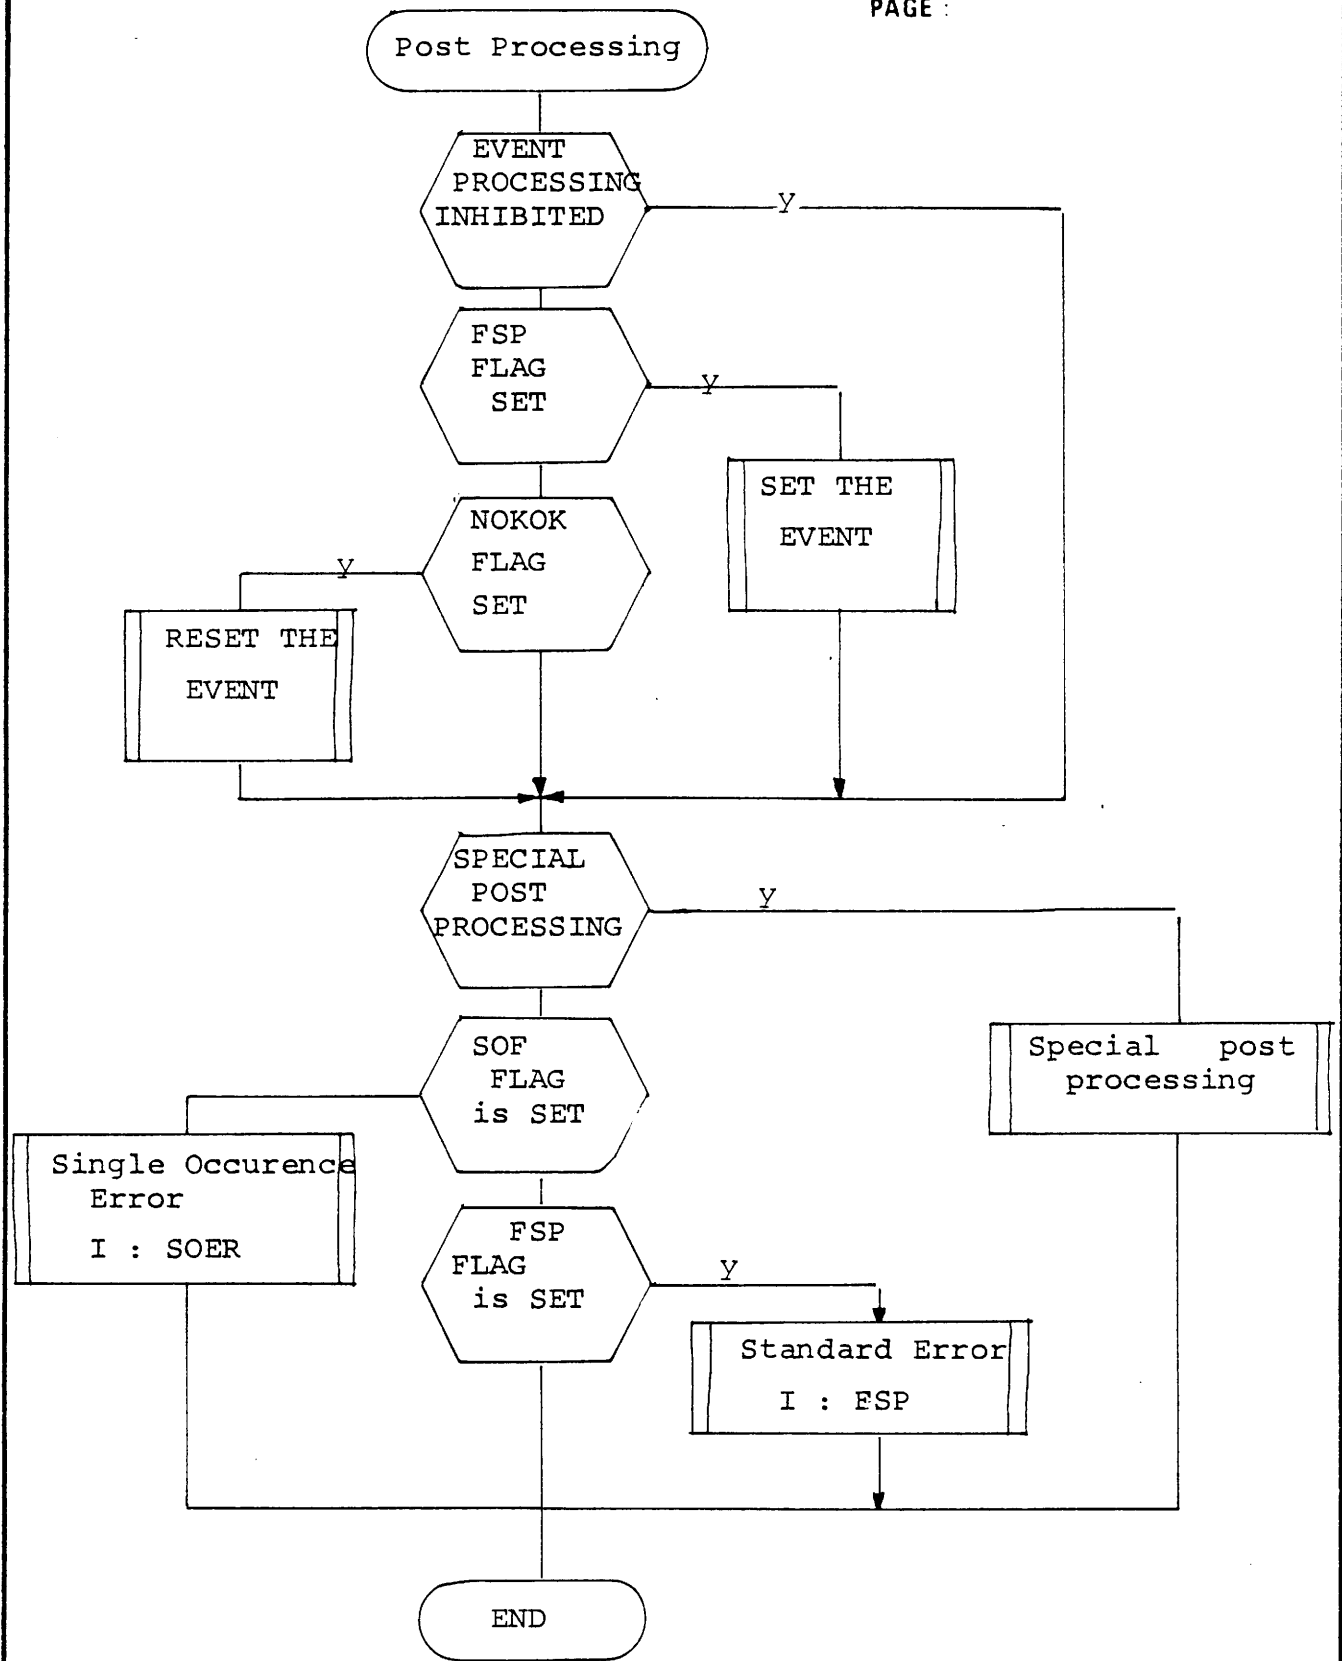 PAGE :
Post Processing
EVENT
PROCESSING
INHIBITED
y
FSP
FLAG
SET
y
SET THE
EVENT
NOKOK
FLAG
SET
y
RESET THE
EVENT
SPECIAL
POST
PROCESSING
y
Special post
processing
SOF
FLAG
is SET
Single Occurence
Error
I : SOER
FSP
FLAG
is SET
y
Standard Error
I : FSP
END